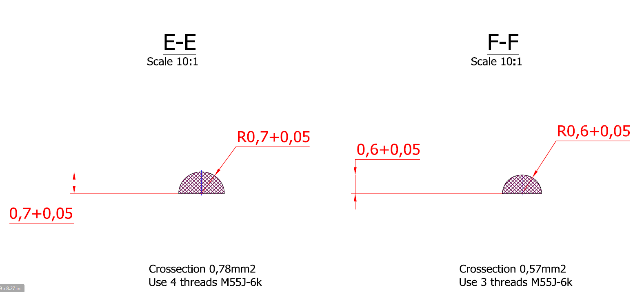 E-E
Scale 10:1
R0,7+0,05
0,7+0,05
Crossection 0,78mm2
Use 4 threads M55J-6k
F-F
Scale 10:1
R0,6+0,05
0,6+0,05
Crossection 0,57mm2
Use 3 threads M55J-6k